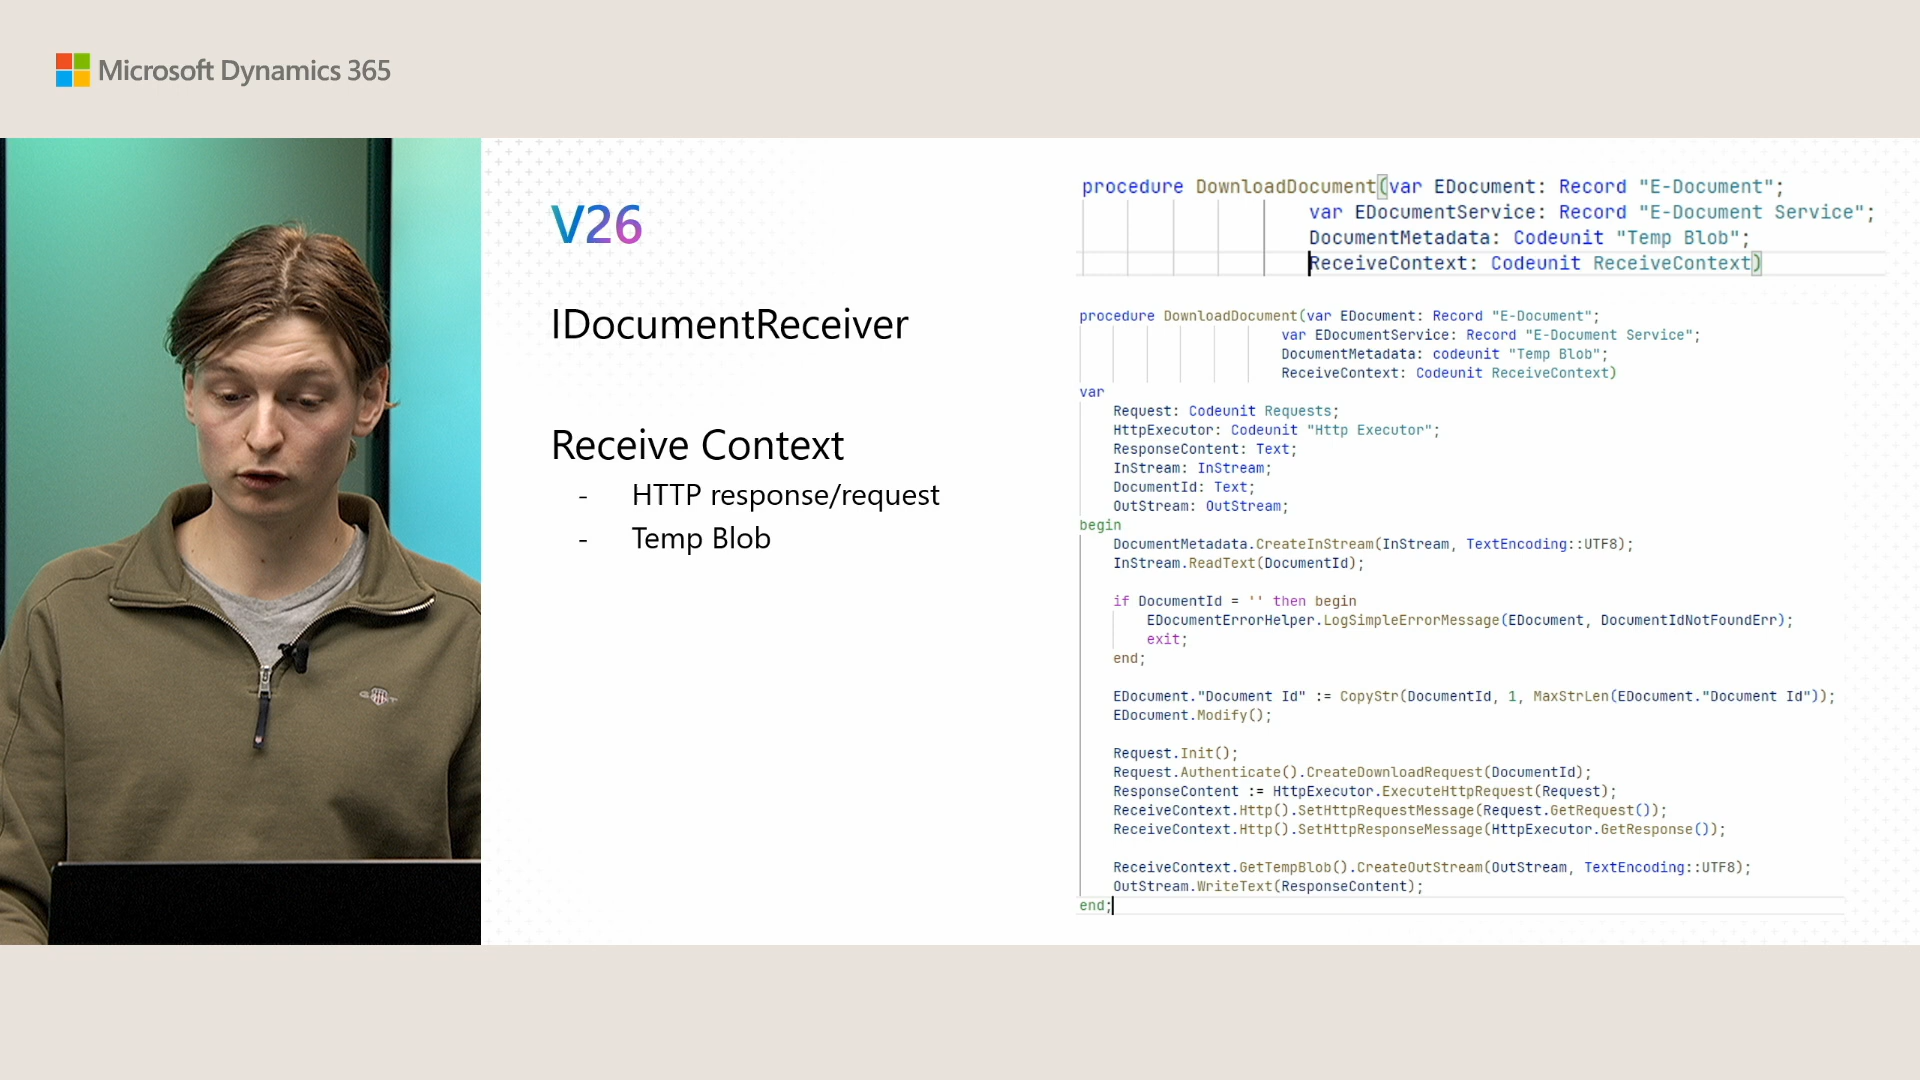 Microsoft Dynamics 365
V26
IDocumentReceiver
Receive Context
- HTTP response/request
- Temp Blob
procedure DownloadDocument(var EDocument: Record "E-Document";
var EDocumentService: Record "E-Document Service";
DocumentMetadata: Codeunit "Temp Blob";
ReceiveContext: Codeunit ReceiveContext)
procedure DownloadDocument(var EDocument: Record "E-Document";
var EDocumentService: Record "E-Document Service";
DocumentMetadata: codeunit "Temp Blob";
ReceiveContext: Codeunit ReceiveContext)
var
Request: Codeunit Requests;
HttpExecutor: Codeunit "Http Executor";
ResponseContent: Text;
InStream: InStream;
DocumentId: Text;
OutStream: OutStream;
begin
DocumentMetadata.CreateInStream(InStream, TextEncoding::UTF8);
InStream.ReadText(DocumentId);
if DocumentId = '' then begin
EDocumentErrorHelper.LogSimpleErrorMessage(EDocument, DocumentIdNotFoundErr);
exit;
end;
EDocument."Document Id" := CopyStr(DocumentId, 1, MaxStrLen(EDocument."Document Id"));
EDocument.Modify();
Request.Init();
Request.Authenticate().CreateDownloadRequest(DocumentId);
ResponseContent := HttpExecutor.ExecuteHttpRequest(Request);
ReceiveContext.Http().SetHttpRequestMessage(Request.GetRequest());
ReceiveContext.Http().SetHttpResponseMessage(HttpExecutor.GetResponse());
ReceiveContext.GetTempBlob().CreateOutStream(OutStream, TextEncoding::UTF8);
OutStream.WriteText(ResponseContent);
end;